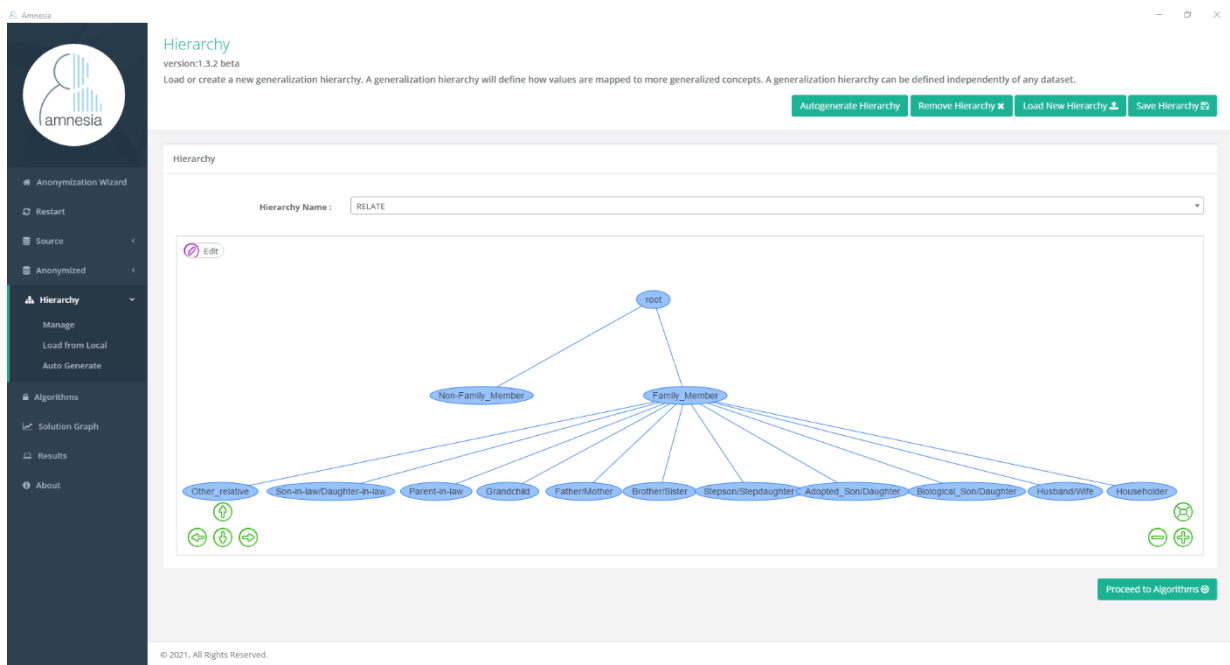 Amnesia
amnesia
Anonymization Wizard
Restart
Source
Anonymized
Hierarchy
Manage
Load from Local
Auto Generate
Algorithms
Solution Graph
Results
About
Hierarchy
version:1.3.2 beta
Load or create a new generalization hierarchy. A generalization hierarchy will define how values are mapped to more generalized concepts. A generalization hierarchy can be defined independently of any dataset.
Autogenerate Hierarchy Remove Hierarchy Load New Hierarchy Save Hierarchy
Hierarchy
Hierarchy Name : RELATE
Edit
root
Non-Family_Member Family_Member
Other_relative Son-in-law/Daughter-in-law Parent-in-law Grandchild Father/Mother Brother/Sister Stepson/Stepdaughter Adopted_Son/Daughter Biological_Son/Daughter Husband/Wife Householder
Proceed to Algorithms
© 2021, All Rights Reserved.